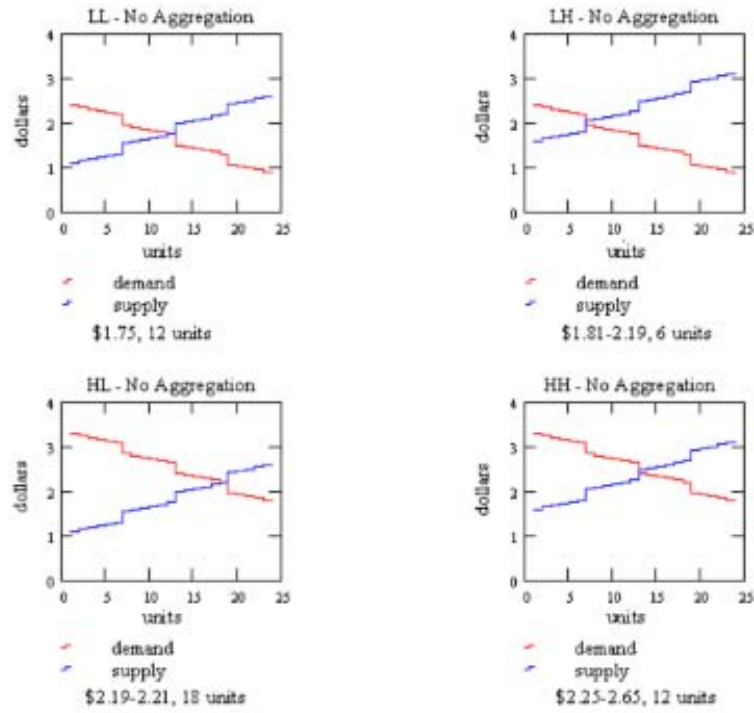 LL - No Aggregation
4
3
2
1
0
dollars
0 5 10 15 20 25
units
demand
supply
$1.75, 12 units
LH - No Aggregation
4
3
2
1
0
dollars
0 5 10 15 20 25
units
demand
supply
$1.81-2.19, 6 units
HL - No Aggregation
4
3
2
1
0
dollars
0 5 10 15 20 25
units
demand
supply
$2.19-2.21, 18 units
HH - No Aggregation
4
3
2
1
0
dollars
0 5 10 15 20 25
units
demand
supply
$2.25-2.65, 12 units